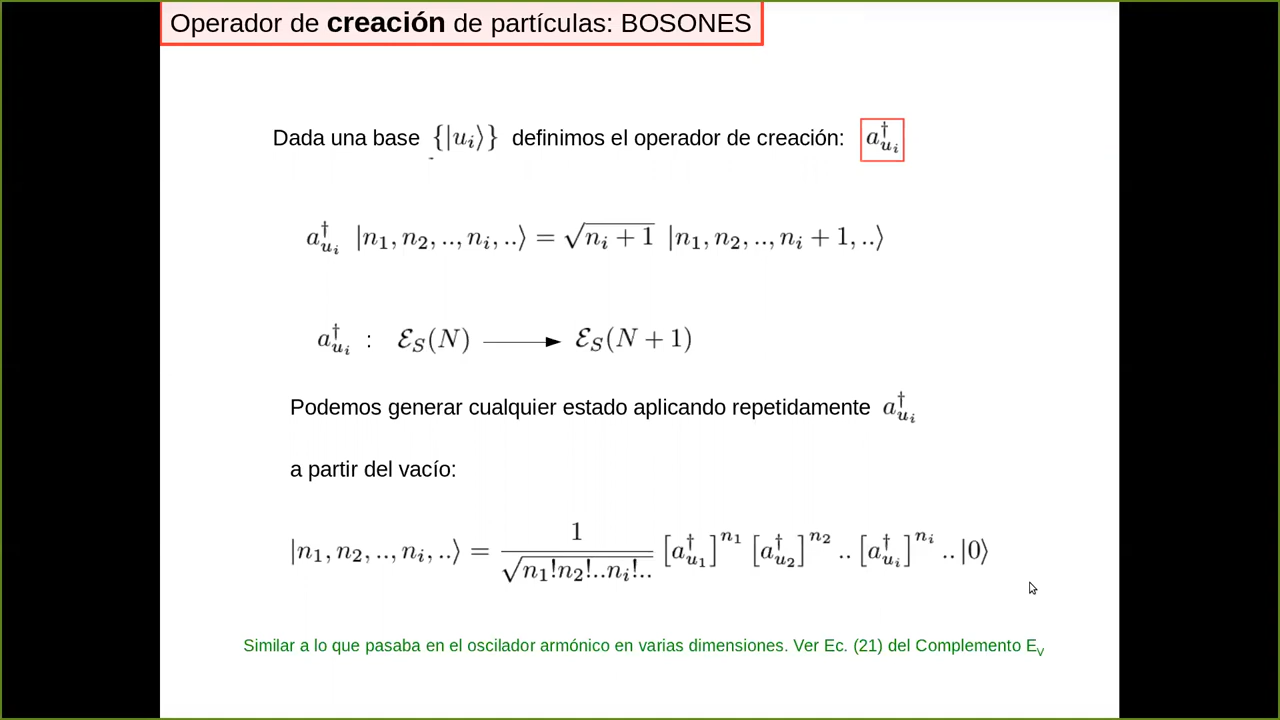 Operador de creación de partículas: BOSONES
Dada una base {|u_i⟩} definimos el operador de creación: a†_{u_i}
a†_{u_i} |n_1, n_2, .., n_i, ..⟩ = √(n_i + 1) |n_1, n_2, .., n_i + 1, ..⟩
a†_{u_i} : ℰ_S(N) ⟶ ℰ_S(N + 1)
Podemos generar cualquier estado aplicando repetidamente a†_{u_i}
a partir del vacío:
|n_1, n_2, .., n_i, ..⟩ = 1/√(n_1!n_2!..n_i!..) [a†_{u_1}]^{n_1} [a†_{u_2}]^{n_2} .. [a†_{u_i}]^{n_i} .. |0⟩
Similar a lo que pasaba en el oscilador armónico en varias dimensiones. Ver Ec. (21) del Complemento E_V